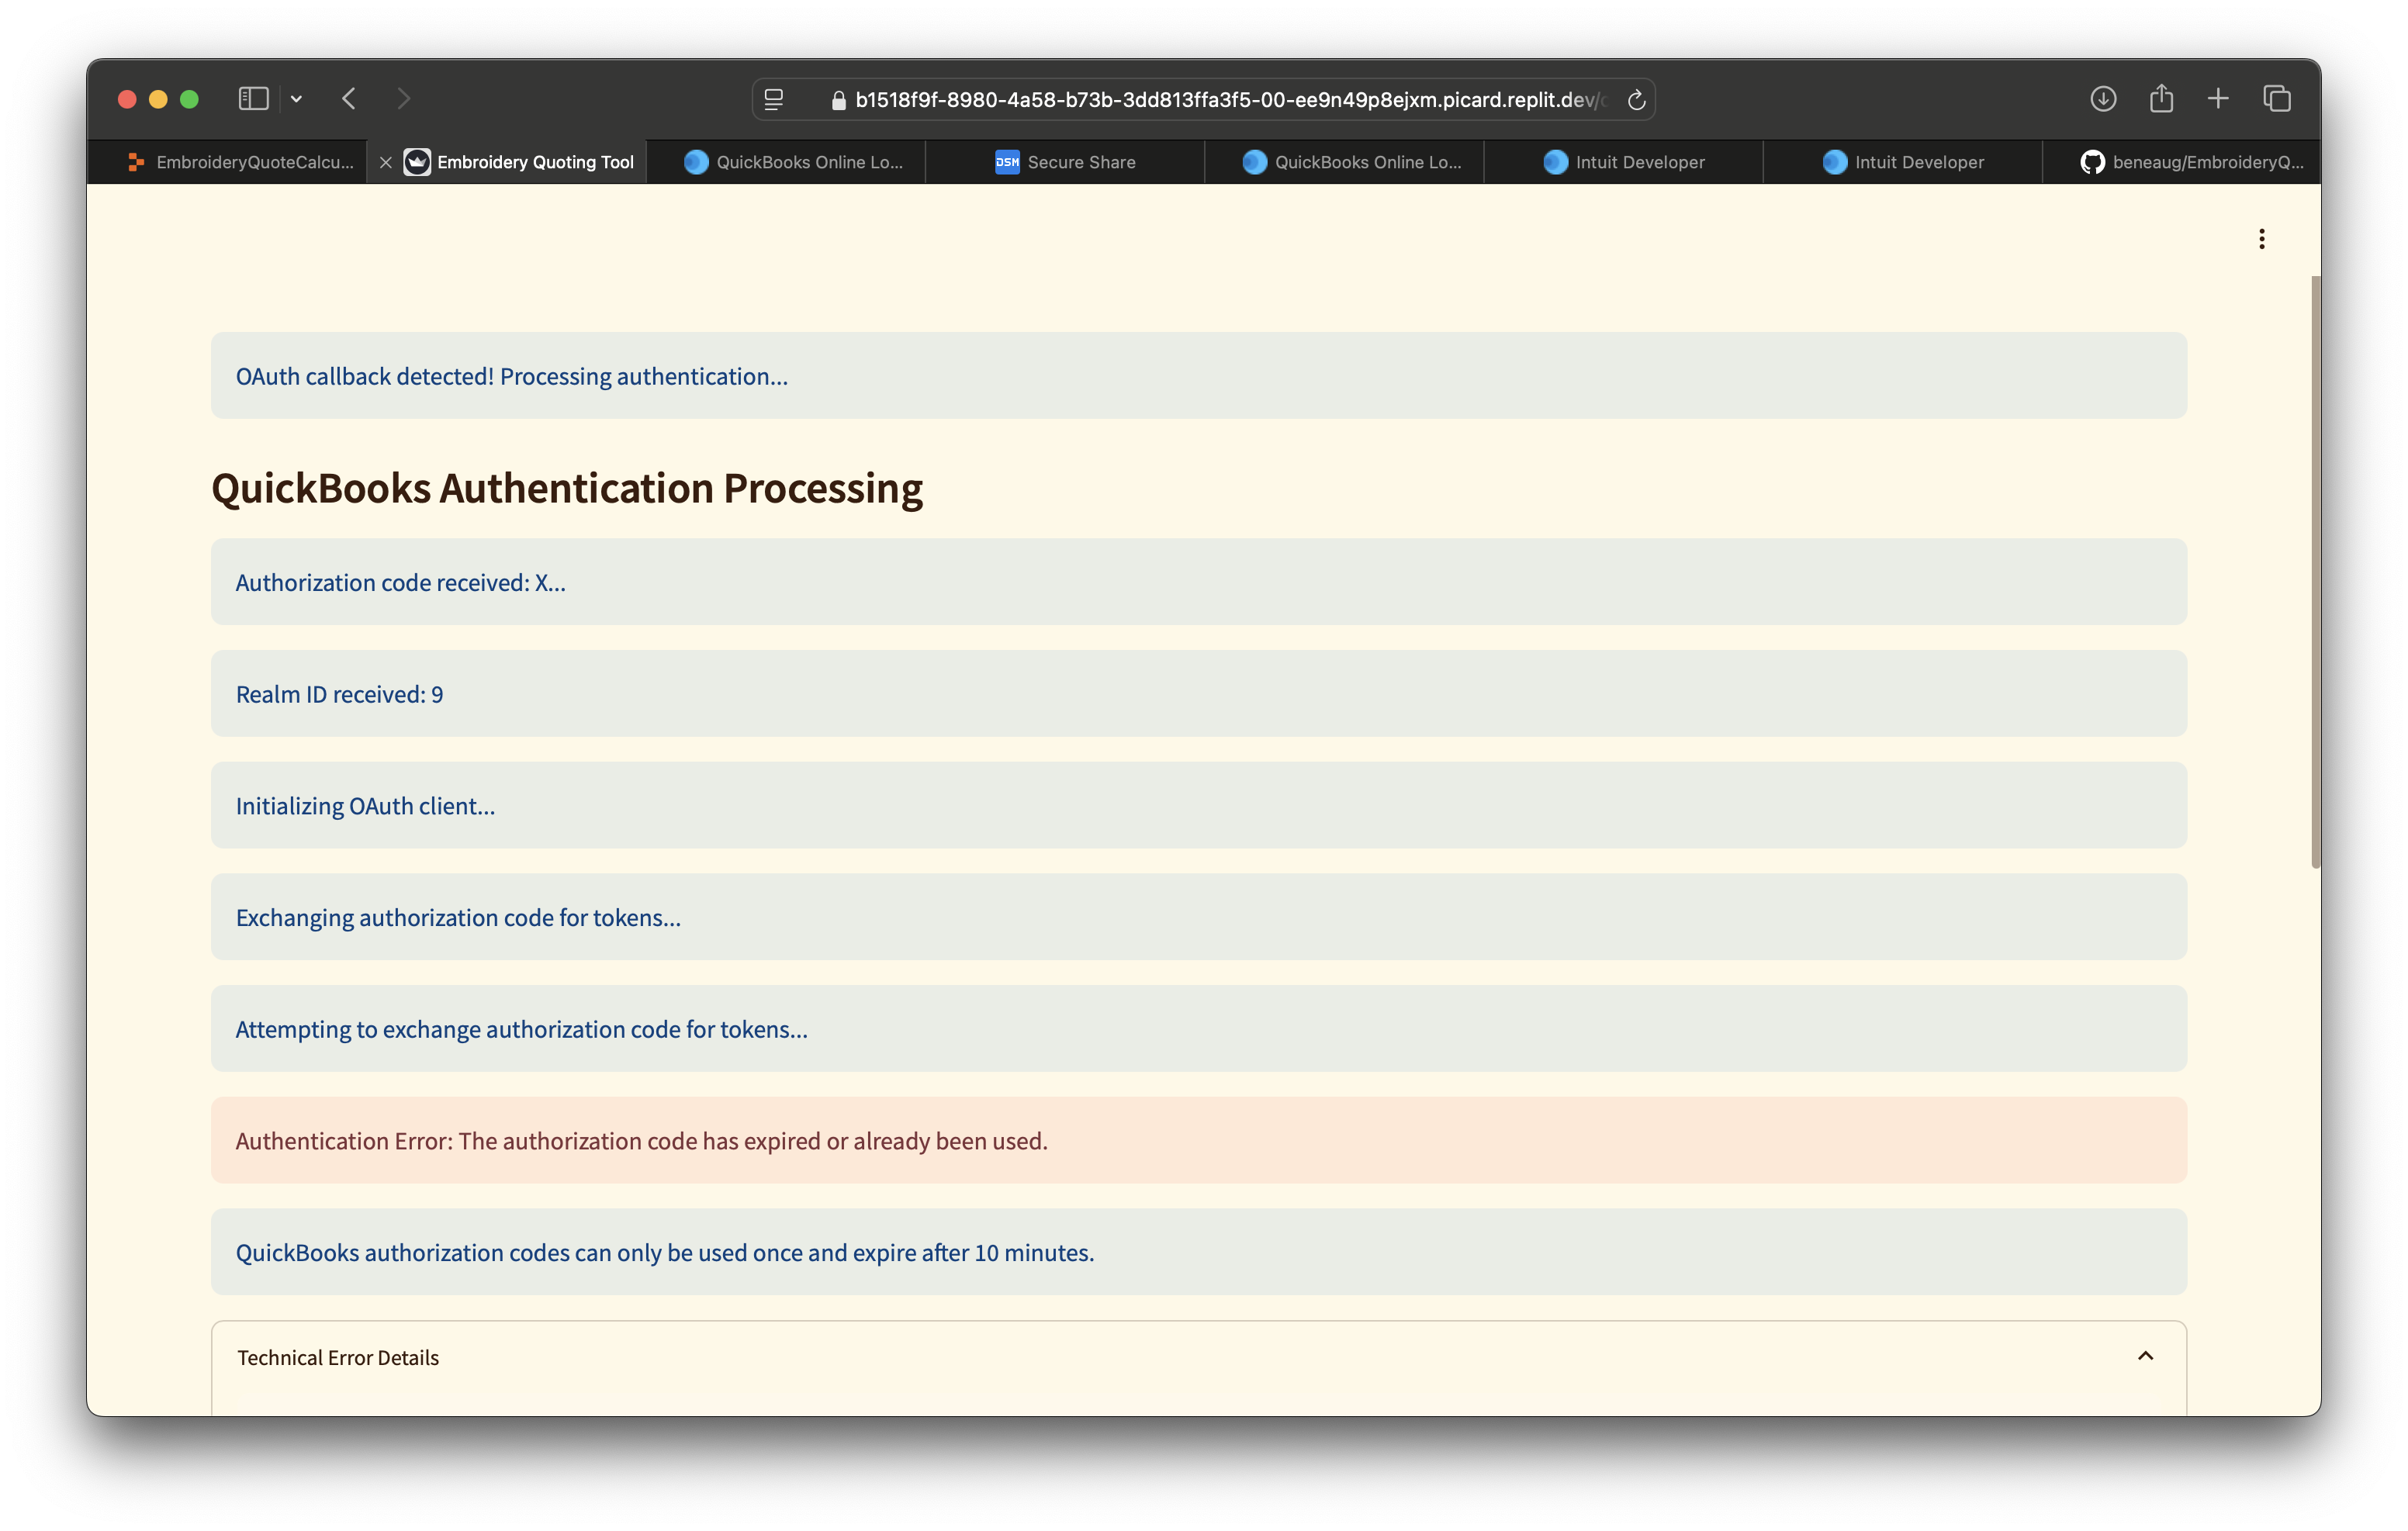 b1518f9f-8980-4a58-b73b-3dd813ffa3f5-00-ee9n49p8ejxm.picard.replit.dev/
EmbroideryQuoteCalcu...
Embroidery Quoting Tool
QuickBooks Online Lo...
DSM
Secure Share
QuickBooks Online Lo...
Intuit Developer
Intuit Developer
beneaug/EmbroideryQ...
OAuth callback detected! Processing authentication...
QuickBooks Authentication Processing
Authorization code received: X...
Realm ID received: 9
Initializing OAuth client...
Exchanging authorization code for tokens...
Attempting to exchange authorization code for tokens...
Authentication Error: The authorization code has expired or already been used.
QuickBooks authorization codes can only be used once and expire after 10 minutes.
Technical Error Details